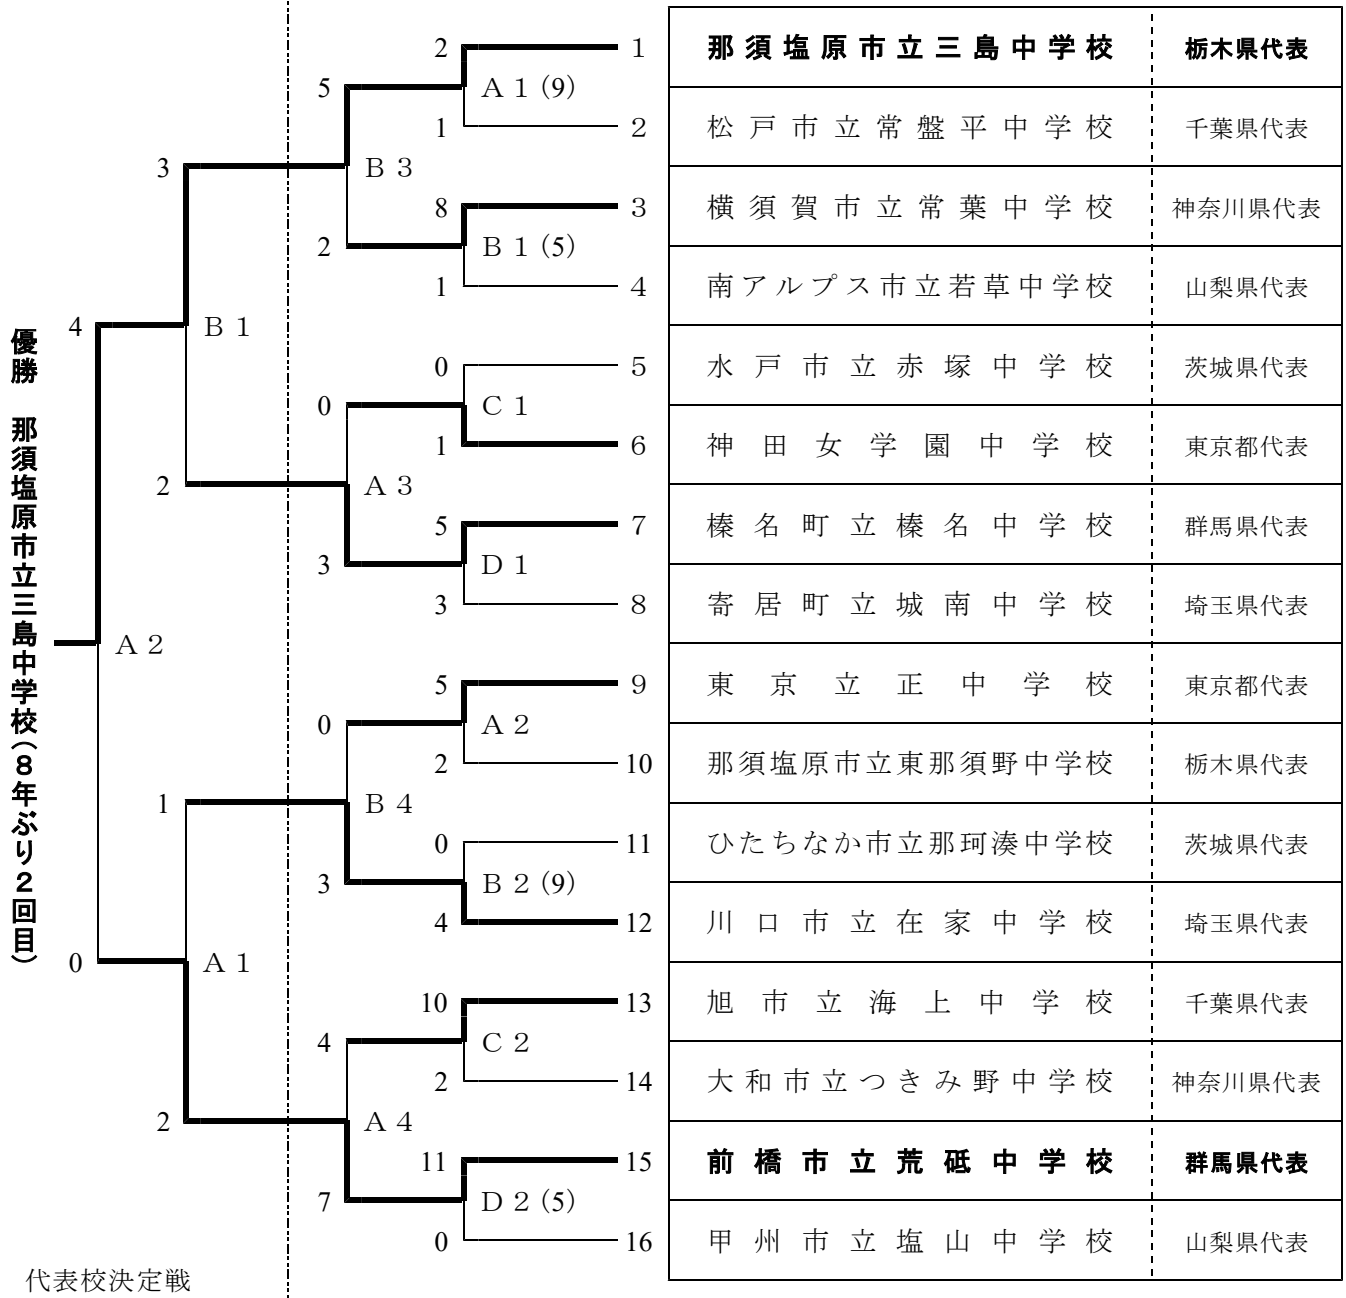 優勝 那須塩原市立三島中学校(8年ぶり2回目)
2 1 那須塩原市立三島中学校 栃木県代表
5 A1(9)
1 2 松戸市立常盤平中学校 千葉県代表
3 B3
8 3 横須賀市立常葉中学校 神奈川県代表
2 B1(5)
1 4 南アルプス市立若草中学校 山梨県代表
4 B1
0 5 水戸市立赤塚中学校 茨城県代表
0 C1
1 6 神田女学園中学校 東京都代表
2 A3
5 7 榛名町立榛名中学校 群馬県代表
3 D1
3 8 寄居町立城南中学校 埼玉県代表
A2
5 9 東京立正中学校 東京都代表
0 A2
2 10 那須塩原市立東那須野中学校 栃木県代表
1 B4
0 11 ひたちなか市立那珂湊中学校 茨城県代表
3 B2(9)
4 12 川口市立在家中学校 埼玉県代表
0 A1
10 13 旭市立海上中学校 千葉県代表
4 C2
2 14 大和市立つきみ野中学校 神奈川県代表
2 A4
11 15 前橋市立荒砥中学校 群馬県代表
7 D2(5)
0 16 甲州市立塩山中学校 山梨県代表
代表校決定戦